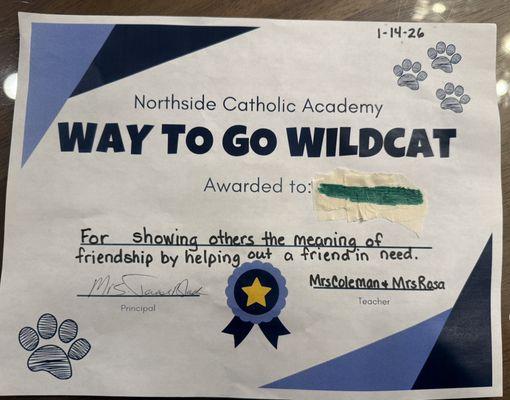 1-14-26
Northside Catholic Academy
WAY TO GO WILDCAT
Awarded to:
For showing others the meaning of
friendship by helping out a friend in need.
Mrs
Mrs Coleman & Mrs Rosa
Principal
Teacher